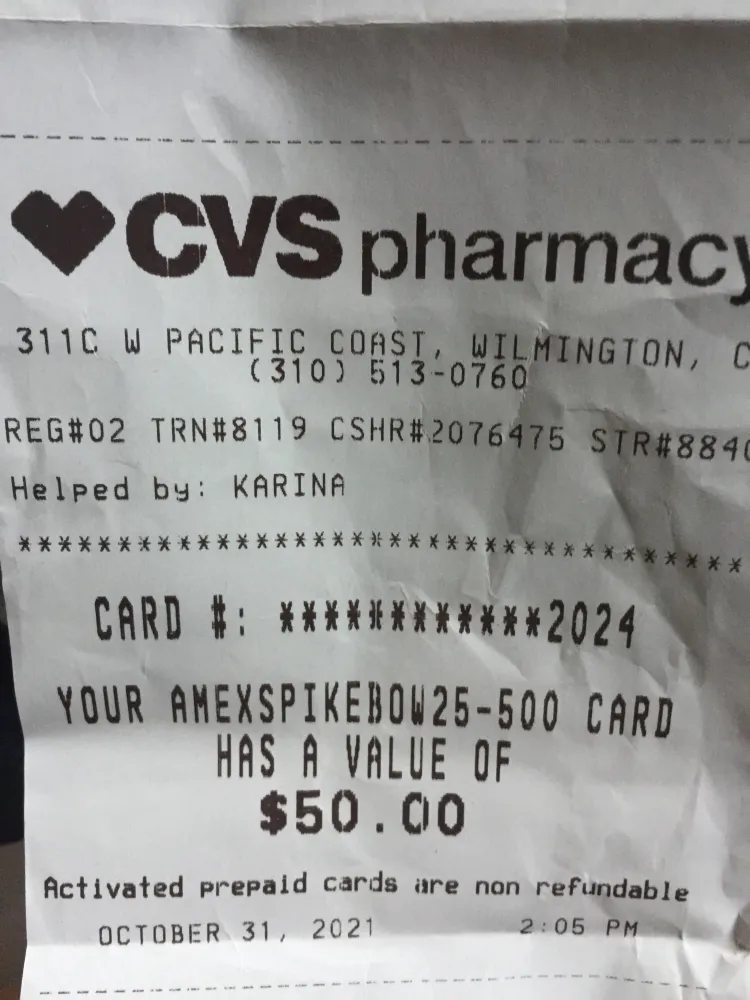 CVS pharmacy
311C W PACIFIC COAST, WILMINGTON, C
(310) 513-0760
REG#02 TRN#8119 CSHR#2076475 STR#8840
Helped by: KARINA
*************************************
CARD #: ************2024
YOUR AMEXSPIKEBOW25-500 CARD
HAS A VALUE OF
$50.00
Activated prepaid cards are non refundable
OCTOBER 31, 2021 2:05 PM